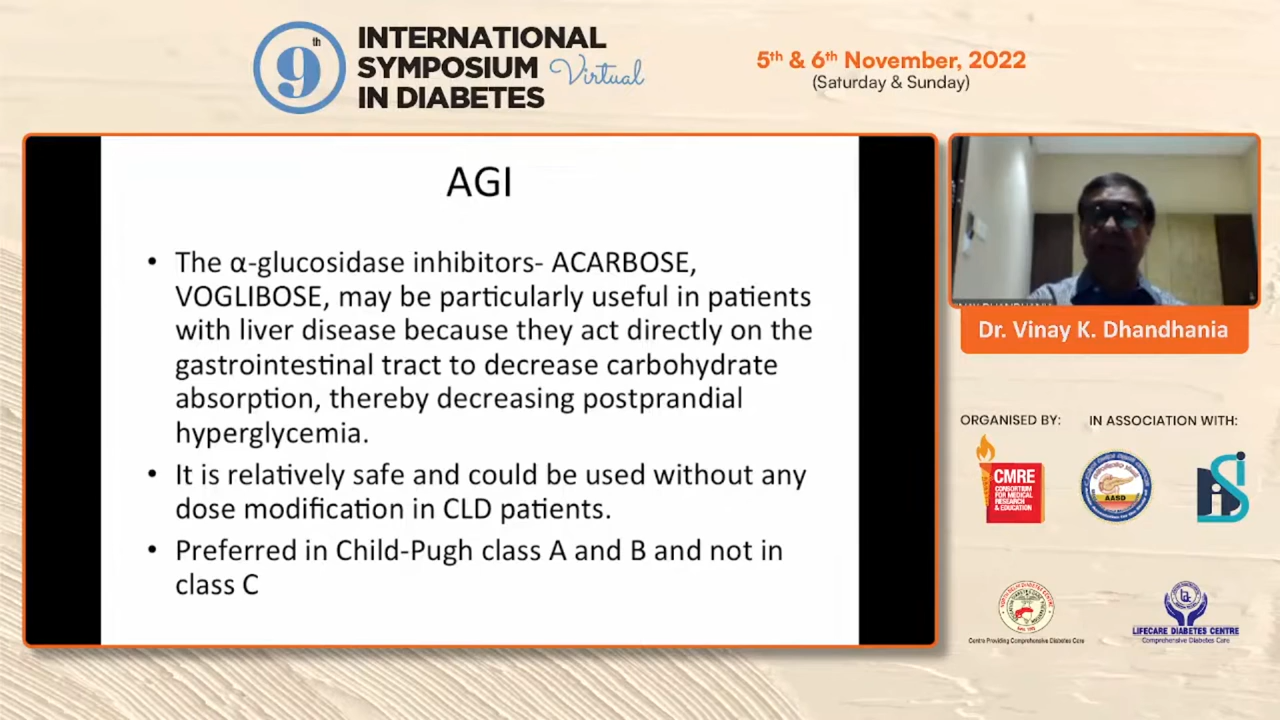 9th
INTERNATIONAL
SYMPOSIUM Virtual
IN DIABETES
5th & 6th November, 2022
(Saturday & Sunday)
AGI
• The α-glucosidase inhibitors- ACARBOSE,
VOGLIBOSE, may be particularly useful in patients
with liver disease because they act directly on the
gastrointestinal tract to decrease carbohydrate
absorption, thereby decreasing postprandial
hyperglycemia.
• It is relatively safe and could be used without any
dose modification in CLD patients.
• Preferred in Child-Pugh class A and B and not in
class C
Dr. Vinay K. Dhandhania
ORGANISED BY:
IN ASSOCIATION WITH:
CMRE
CONSORTIUM
FOR MEDICAL
RESEARCH
& EDUCATION
AASD
Centre Providing Comprehensive Diabetes Care
LIFECARE DIABETES CENTRE
Comprehensive Diabetes Care